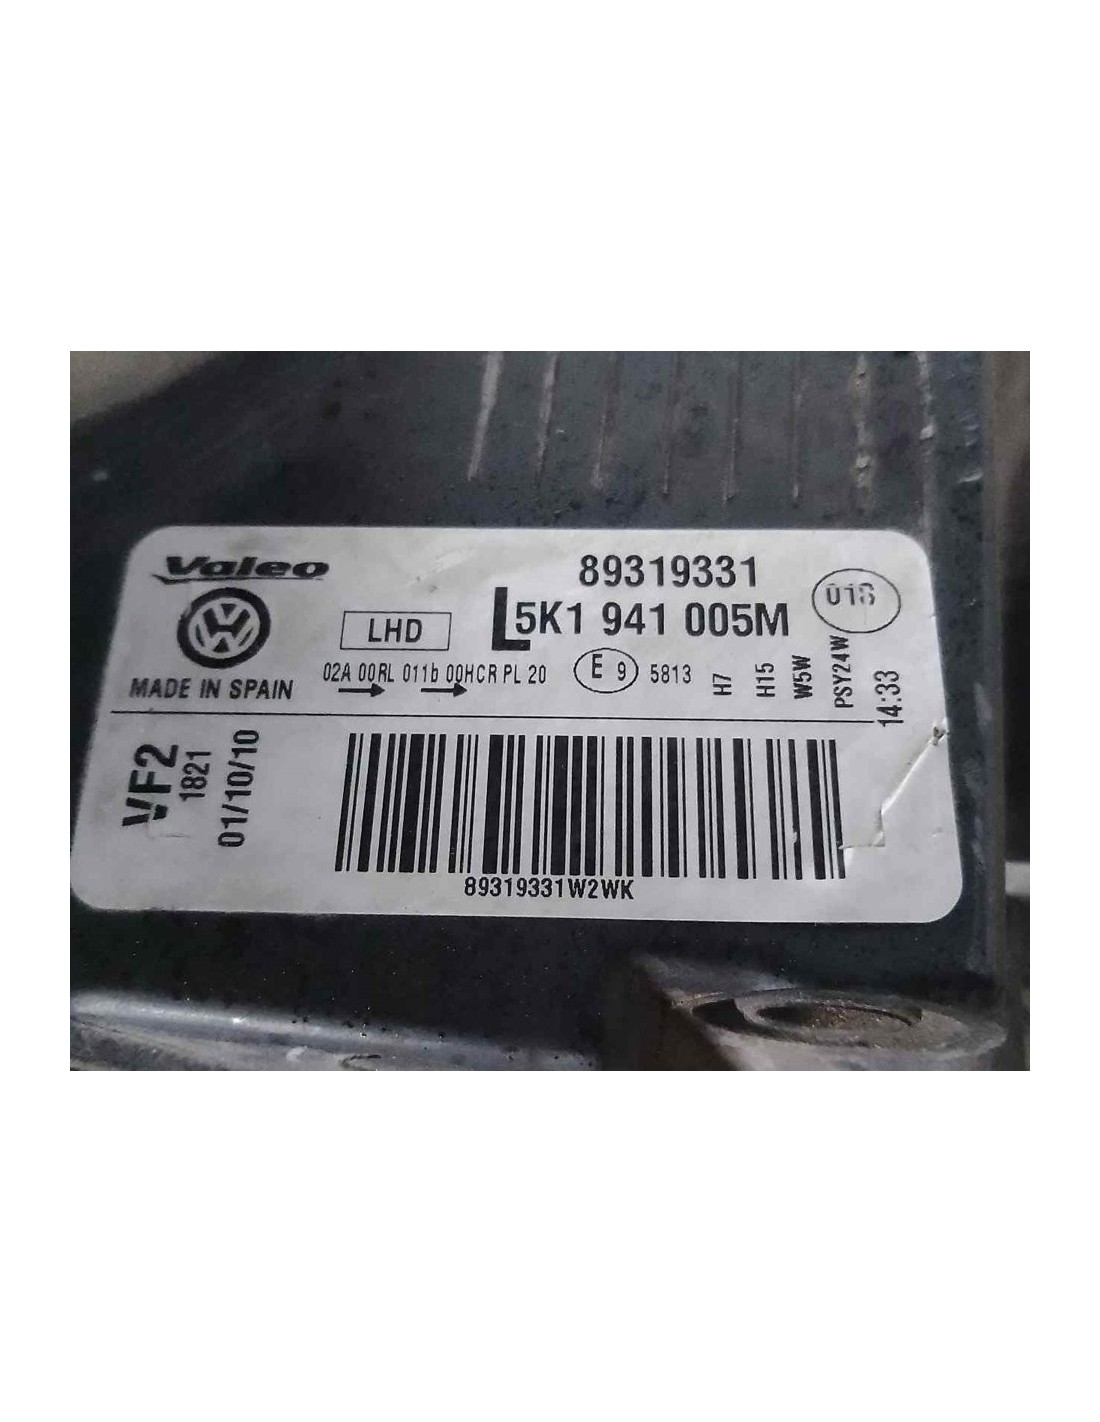 Valeo
89319331
018
L5K1 941 005M
LHD
02A 00RL 011b 00HCR PL 20
E 9
5813
H7
H15
W5W
PSY24W
14:33
MADE IN SPAIN
VF2
1821
01/10/10
89319331W2WK